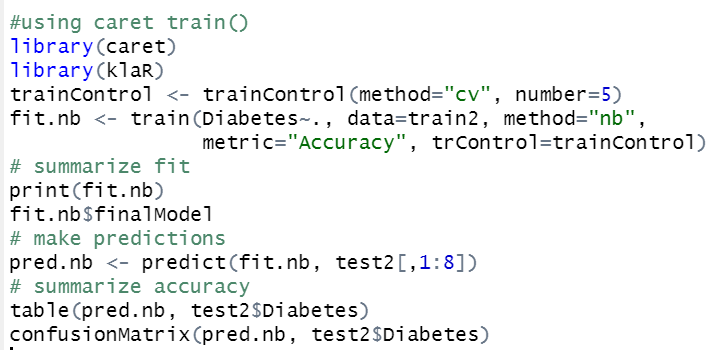 #using caret train()
library(caret)
library(klaR)
trainControl <- trainControl(method="cv", number=5)
fit.nb <- train(Diabetes~., data=train2, method="nb",
metric="Accuracy", trControl=trainControl)
# summarize fit
print(fit.nb)
fit.nb$finalModel
# make predictions
pred.nb <- predict(fit.nb, test2[,1:8])
# summarize accuracy
table(pred.nb, test2$Diabetes)
confusionMatrix(pred.nb, test2$Diabetes)